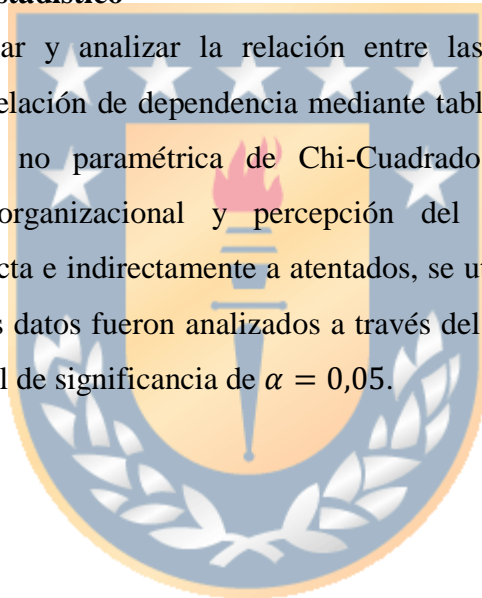 estadístico
ar y analizar la relación entre las
elación de dependencia mediante tabl
no paramétrica de Chi-Cuadrado
organizacional y percepción del
cta e indirectamente a atentados, se u
s datos fueron analizados a través del
l de significancia de α = 0,05.